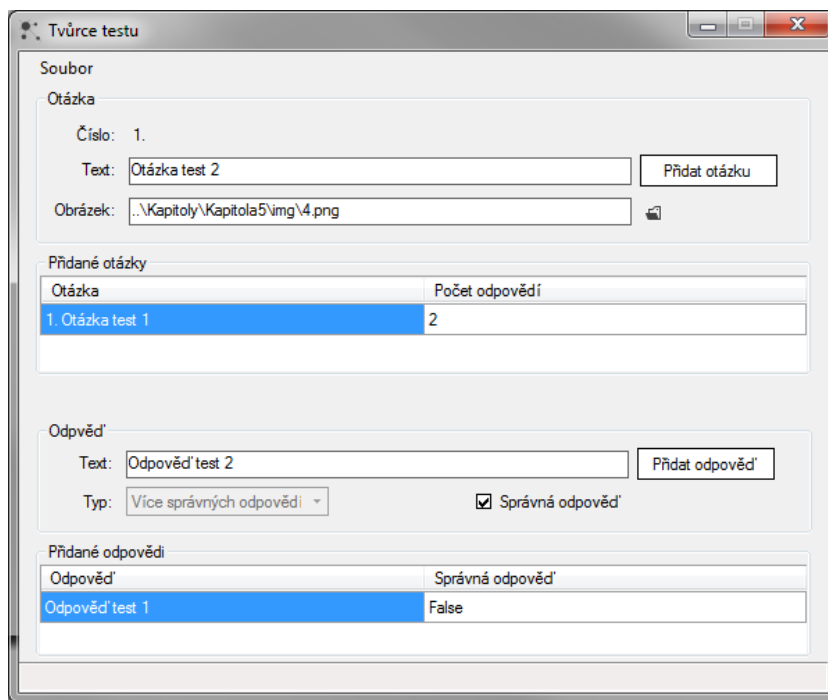 Tvůrce testu
Soubor
Otázka
Číslo: 1.
Text: Otázka test 2 Přidat otázku
Obrázek: ..\Kapitoly\Kapitola5\img\4.png
Přidané otázky
Otázka Počet odpovědí
1. Otázka test 1 2
Odpvěď
Text: Odpověď test 2 Přidat odpověď
Typ: Více správných odpovědí Správná odpověď
Přidané odpovědi
Odpověď Správná odpověď
Odpověď test 1 False